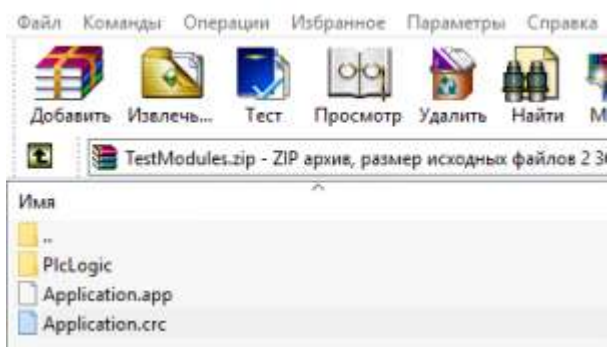 Файл Команды Операции Избранное Параметры Справка
Добавить Извлечь... Тест Просмотр Удалить Найти
TestModules.zip - ZIP архив, размер исходных файлов 2
Имя
..
PlcLogic
Application.app
Application.crc